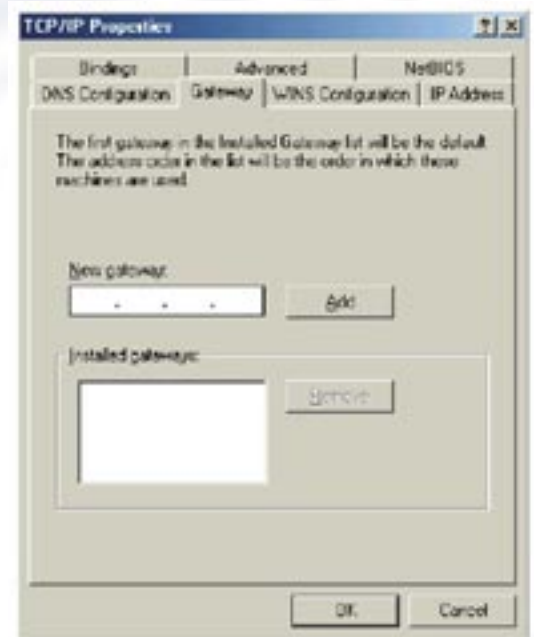 TCP/IP Properties
? X
Bindings Advanced NetBIOS
DNS Configuration Gateway WINS Configuration IP Address
The first gateway in the Installed Gateway list will be the default.
The address order in the list will be the order in which these
machines are used.
New gateway:
. . .
Add
Installed gateways:
Remove
OK Cancel